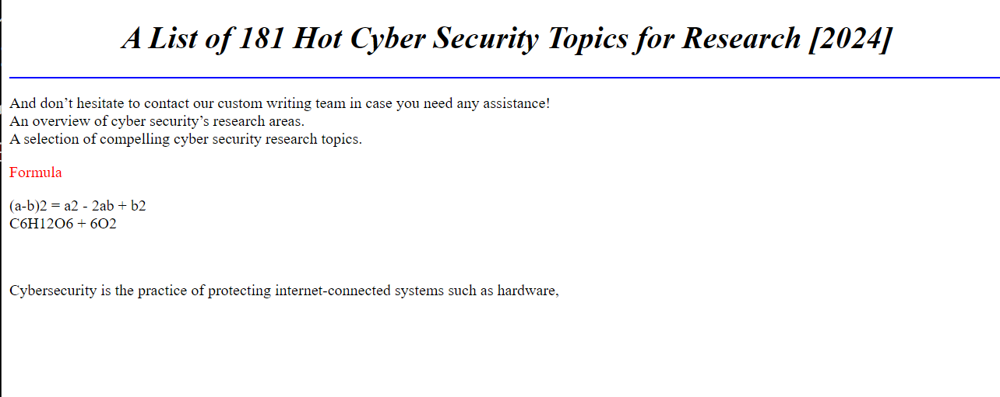 A List of 181 Hot Cyber Security Topics for Research [2024]
And don’t hesitate to contact our custom writing team in case you need any assistance!
An overview of cyber security’s research areas.
A selection of compelling cyber security research topics.
Formula
(a-b)2 = a2 - 2ab + b2
C6H12O6 + 6O2
Cybersecurity is the practice of protecting internet-connected systems such as hardware,